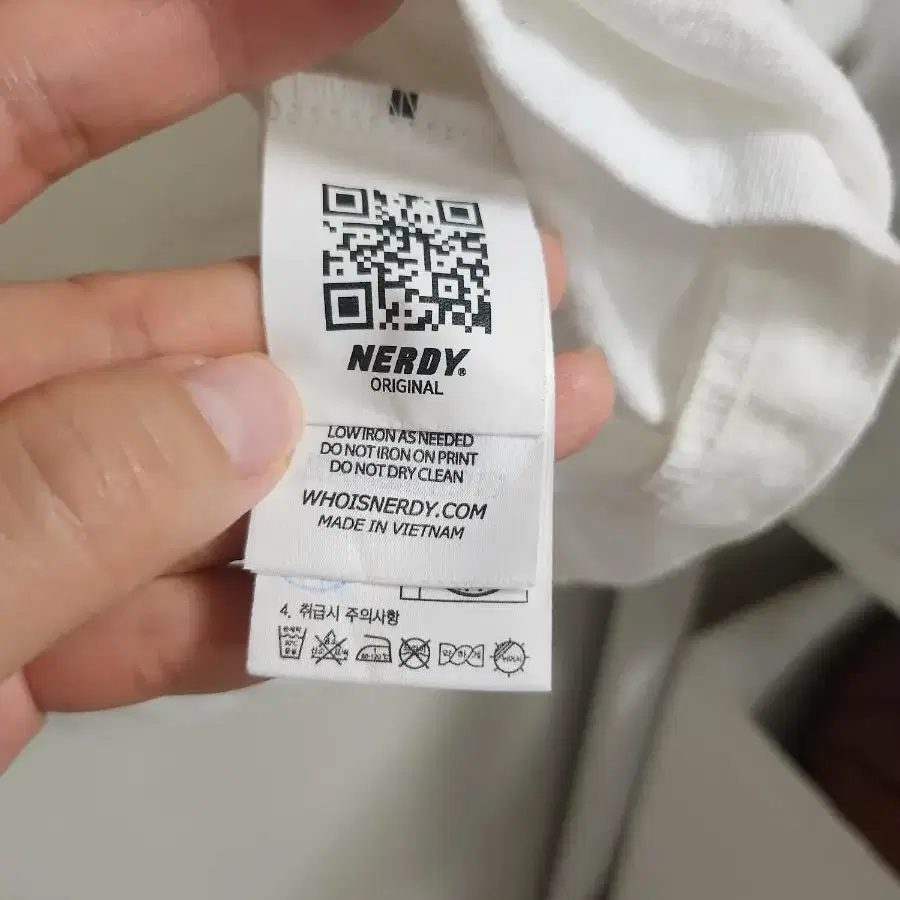 NERDY®
ORIGINAL
LOW IRON AS NEEDED
DO NOT IRON ON PRINT
DO NOT DRY CLEAN
WHOISNERDY.COM
MADE IN VIETNAM
4. 취급시 주의사항